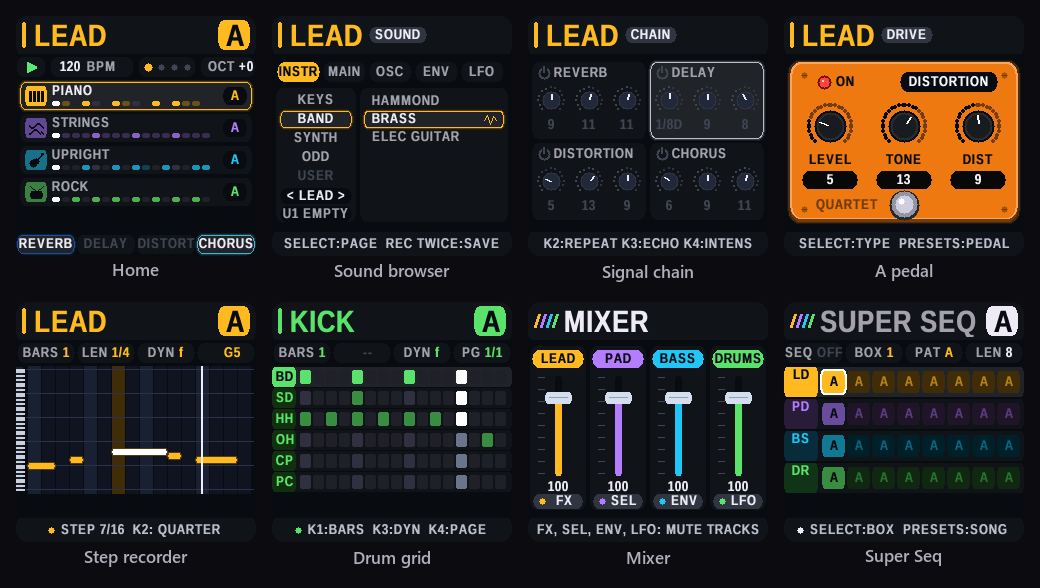 LEAD A
120 BPM OCT +0
PIANO A
STRINGS A
UPRIGHT A
ROCK A
REVERB DELAY DISTORT CHORUS
Home
LEAD SOUND
INSTR MAIN OSC ENV LFO
KEYS
BAND
SYNTH
ODD
USER
< LEAD >
U1 EMPTY
HAMMOND
BRASS
ELEC GUITAR
SELECT:PAGE REC TWICE:SAVE
Sound browser
LEAD CHAIN
REVERB
9 11 11
DELAY
1/8D 9 8
DISTORTION
5 13 9
CHORUS
6 9 11
K2:REPEAT K3:ECHO K4:INTENS
Signal chain
LEAD DRIVE
ON DISTORTION
LEVEL TONE DIST
5 13 9
QUARTET
SELECT:TYPE PRESETS:PEDAL
A pedal
LEAD A
BARS 1 LEN 1/4 DYN f G5
STEP 7/16 K2: QUARTER
Step recorder
KICK A
BARS 1 -- DYN f PG 1/1
BD
SD
HH
OH
CP
PC
K1:BARS K3:DYN K4:PAGE
Drum grid
MIXER
LEAD PAD BASS DRUMS
100 100 100 100
FX SEL ENV LFO
FX, SEL, ENV, LFO: MUTE TRACKS
Mixer
SUPER SEQ A
SEQ OFF BOX 1 PAT A LEN 8
LD A A A A A A A A
PD A A A A A A A A
BS A A A A A A A A
DR A A A A A A A A
SELECT:BOX PRESETS:SONG
Super Seq